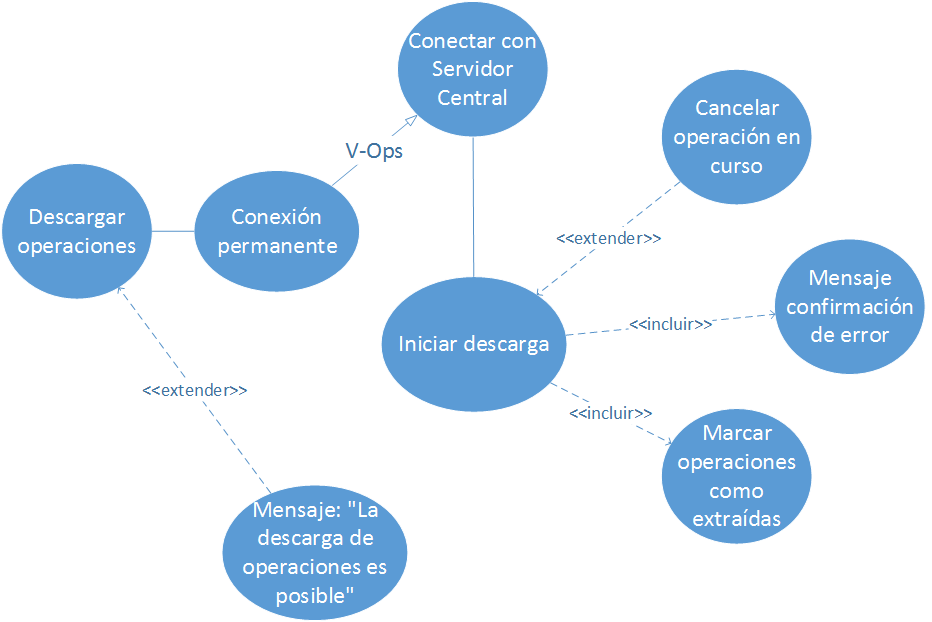 Conectar con
Servidor
Central
Cancelar
operación en
curso
V-Ops
Descargar
operaciones
Conexión
permanente
<<extender>>
Mensaje
confirmación
de error
<<incluir>>
Iniciar descarga
<<extender>>
<<incluir>>
Marcar
operaciones
como
extraídas
Mensaje: "La
descarga de
operaciones es
posible"